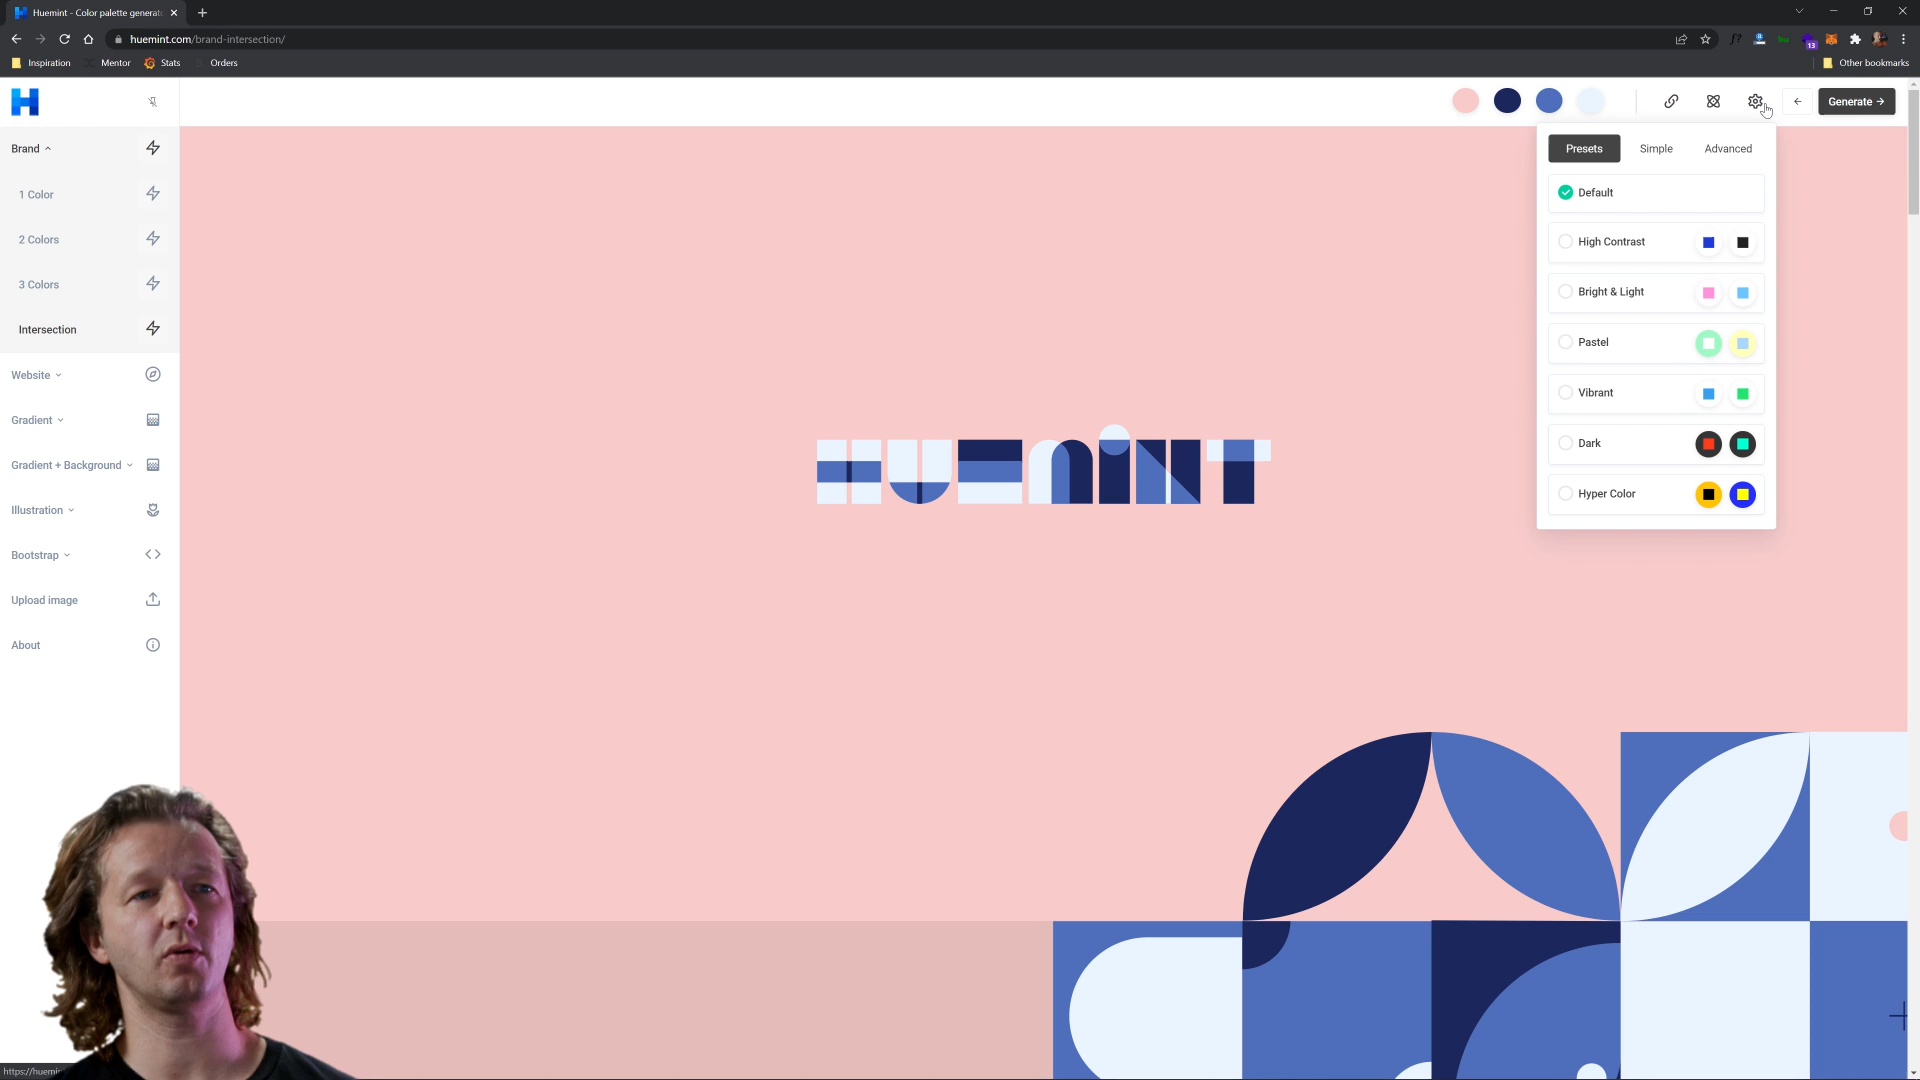 Huemint - Color palette generat
huemint.com/brand-intersection/
Inspiration
Mentor
Stats
Orders
13
Other bookmarks
Generate →
Brand
1 Color
2 Colors
3 Colors
Intersection
Website
Gradient
Gradient + Background
Illustration
Bootstrap
Upload image
About
Presets
Simple
Advanced
Default
High Contrast
Bright & Light
Pastel
Vibrant
Dark
Hyper Color
HUEMINT
https://huemi